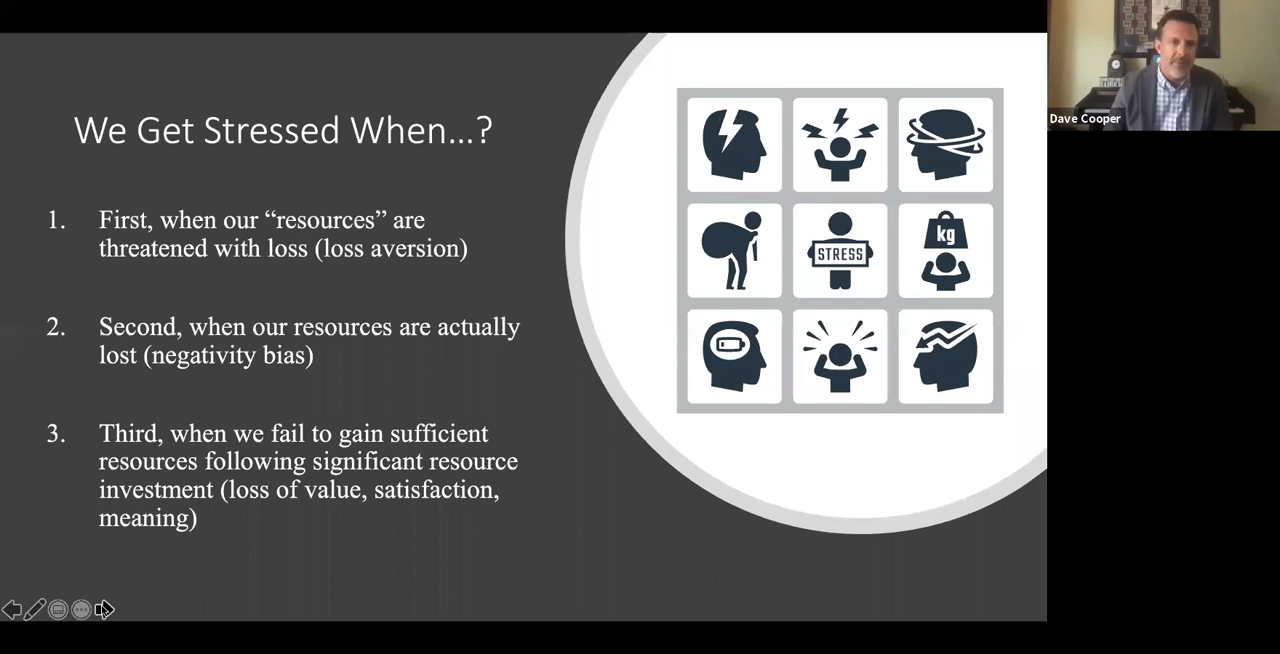 We Get Stressed When...?
1. First, when our “resources” are
threatened with loss (loss aversion)
2. Second, when our resources are actually
lost (negativity bias)
3. Third, when we fail to gain sufficient
resources following significant resource
investment (loss of value, satisfaction,
meaning)
kg
STRESS
Dave Cooper